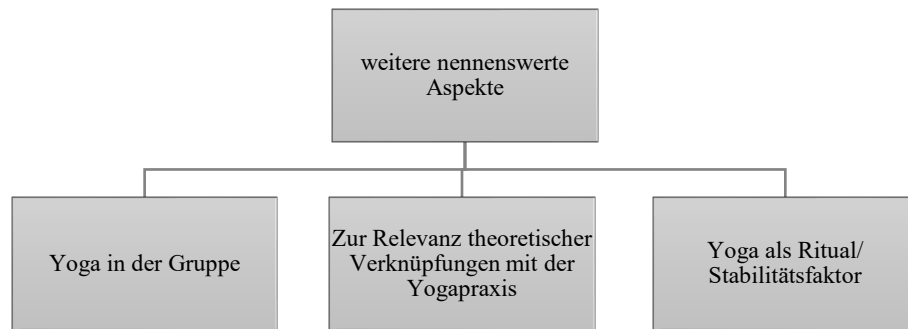 weitere nennenswerte
Aspekte
Yoga in der Gruppe
Zur Relevanz theoretischer
Verknüpfungen mit der
Yogapraxis
Yoga als Ritual/
Stabilitätsfaktor